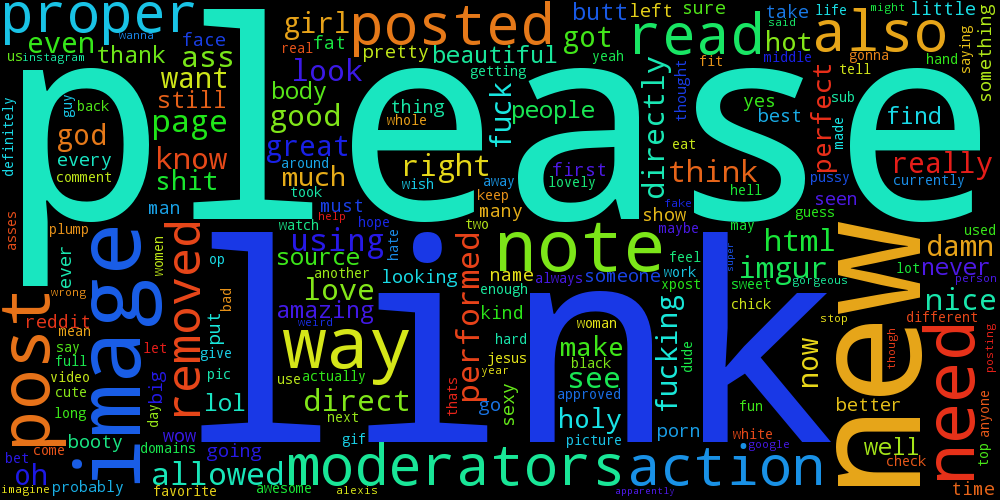 proper
girl
posted
butt
left
sure
take
life
little
might
said
wanna
real
fat
face
even
us
instagram
thank
ass
want
look
pretty
beautiful
got
yeah
read
hot
also
gonna
middle
something
saying
hand
tell
fit
thought
getting
please
definitely
guy
back
god
every
comment
still
page
know
shit
man
body
good
great
around
much
took
thing
whole
right
wish
fuck
people
away
keep
many
first
lovely
directly
eat
think
hell
show
yes
best
sub
made
perfect
pussy
find
really
currently
seen
guess
may
fake
maybe
must
help
hope
watch
two
asses
plump
ever
women
op
using
source
hate
another
looking
love
amazing
weird
performed
note
name
enough
always
someone
kind
feel
work
xpost
html
imgur
sweet
gorgeous
super
chick
stop
lot
never
used
damn
person
nice
different
posting
though
new
need
wrong
reddit
mean
say
full
video
cute
long
let
post
image
removed
put
bad
give
pic
big
day
lol
link
way
use
actually
direct
next
hard
jesus
year
woman
black
make
see
approved
go
sexy
thats
holy
picture
fucking
dude
porn
fun
white
google
now
better
well
check
top
anyone
time
come
booty
bet
oh
domains
wow
going
gif
imagine
probably
allowed
favorite
awesome
moderators
alexis
action
apparently